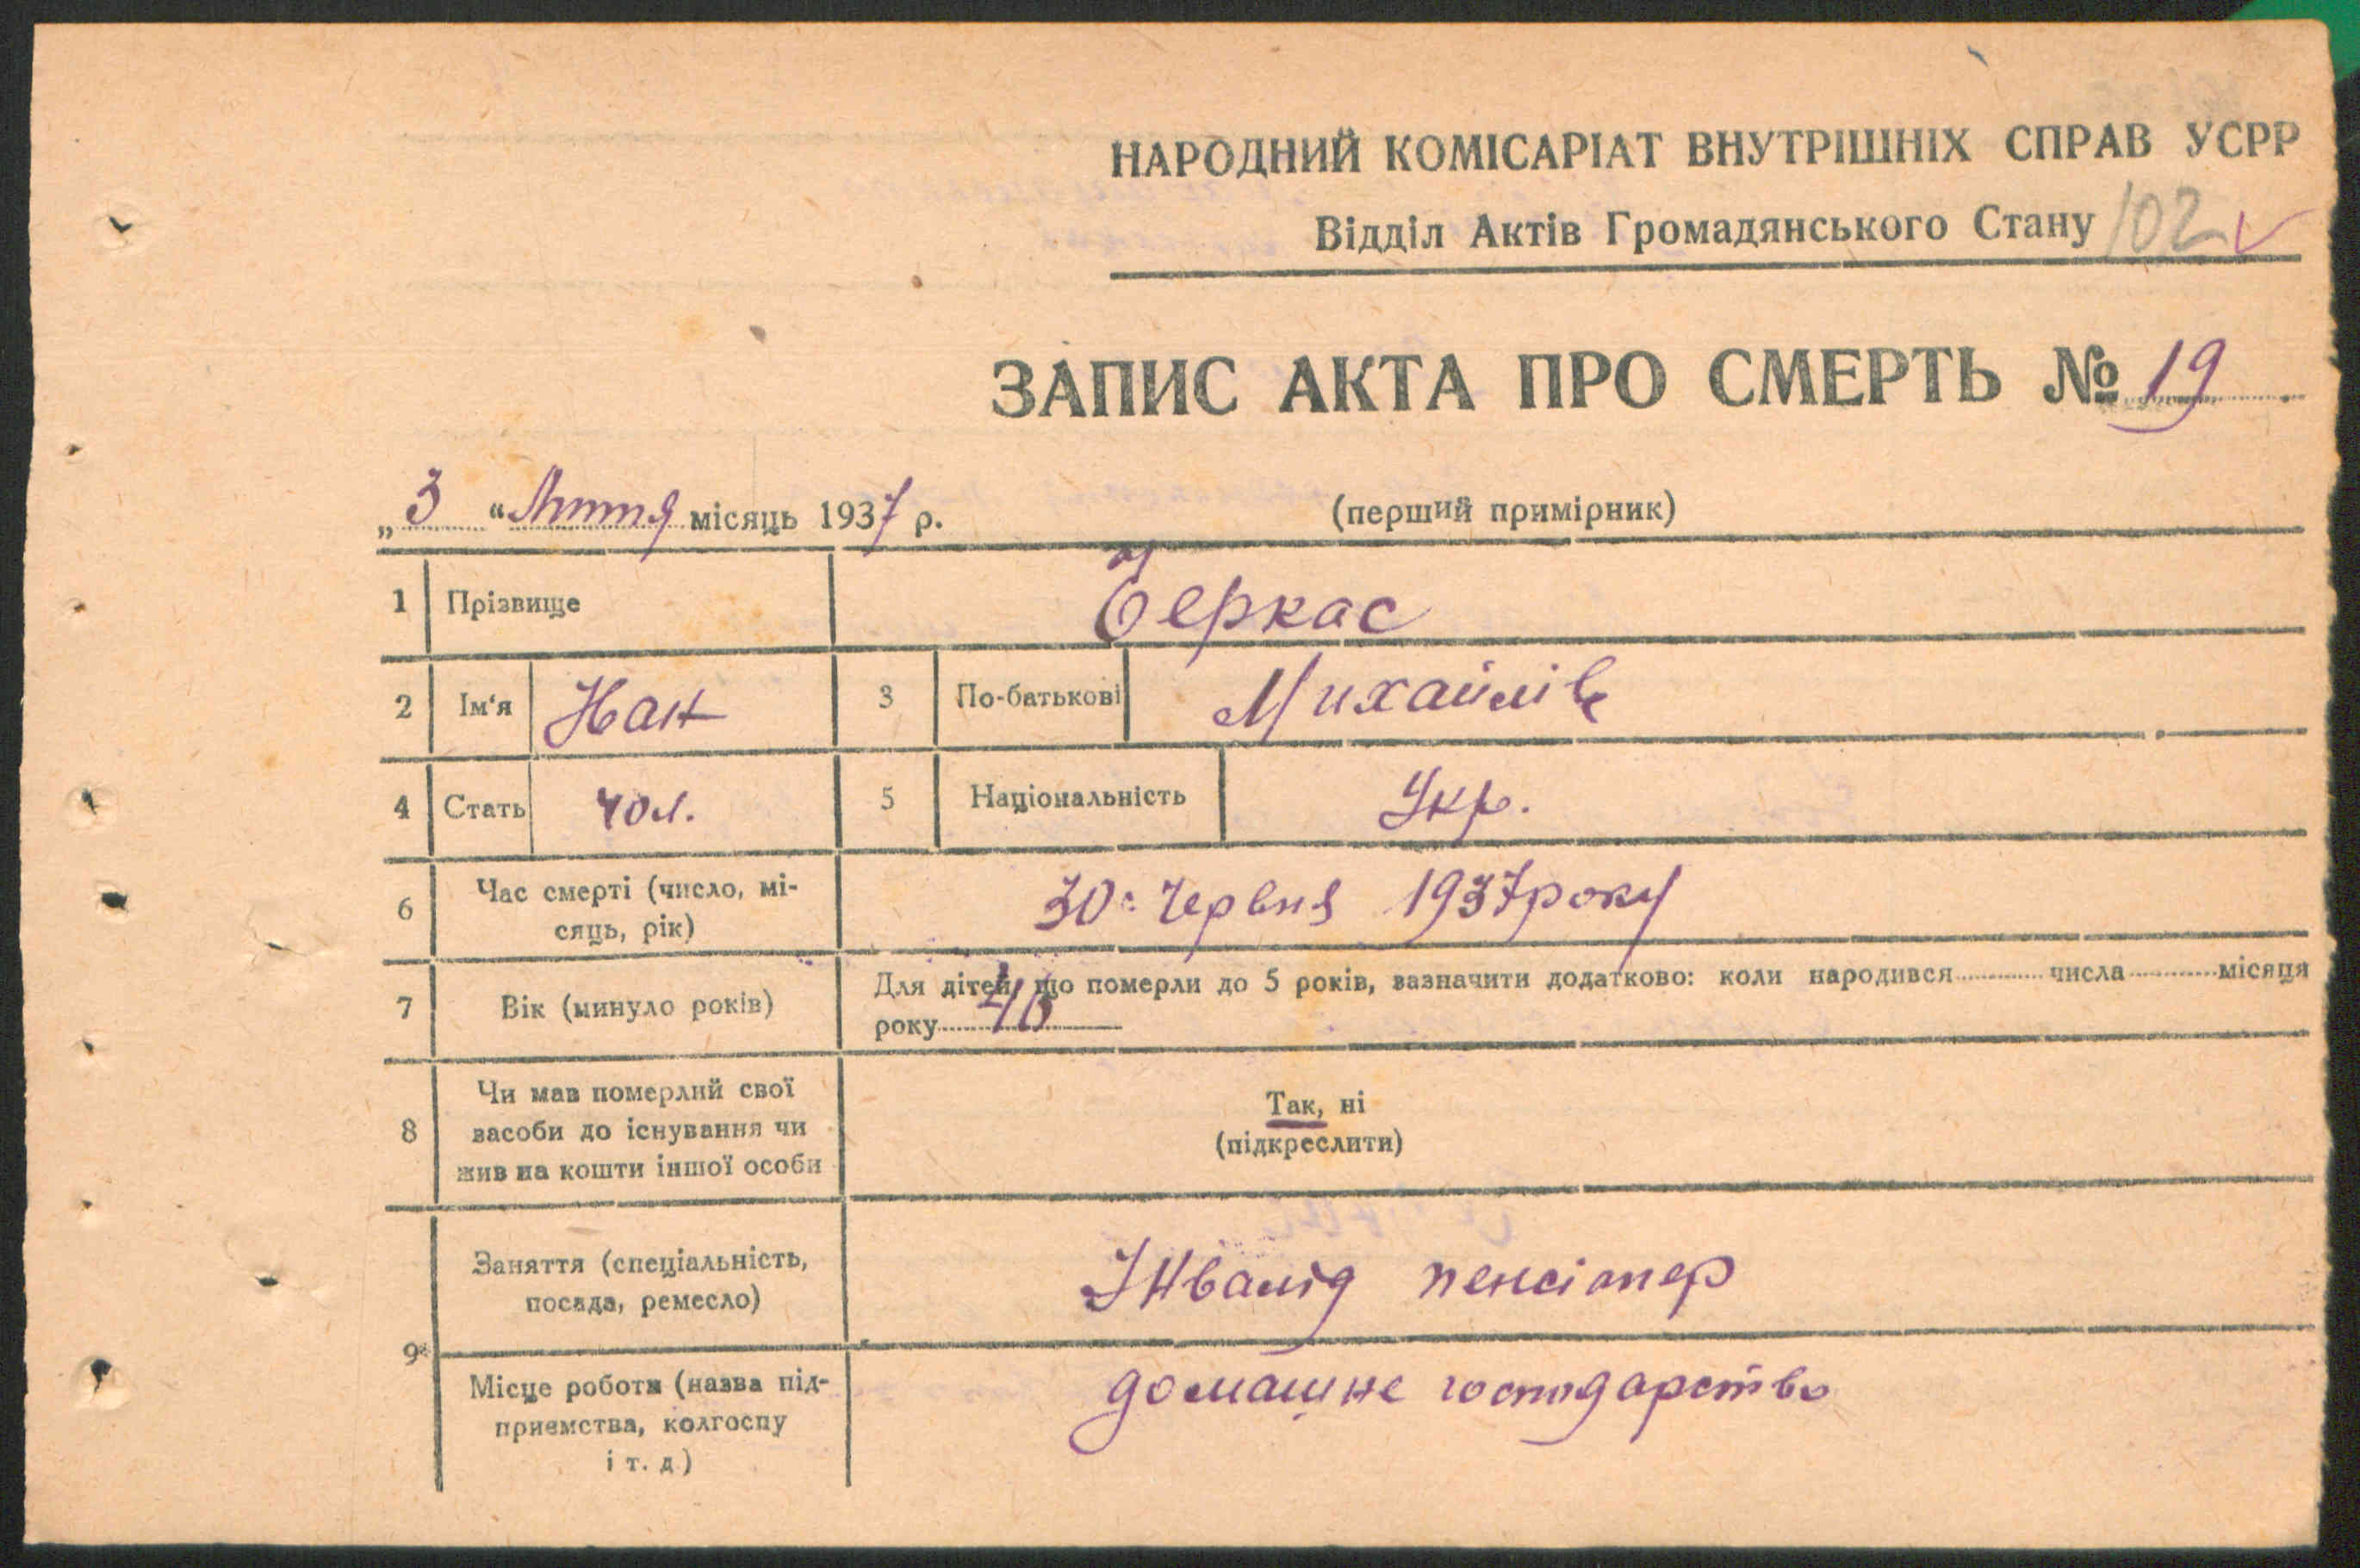 НАРОДНИЙ КОМІСАРІАТ ВНУТРІШНІХ СПРАВ УСРР
Відділ Актів Громадянського Стану 102
ЗАПИС АКТА ПРО СМЕРТЬ № 19
„ 3 “ Липня місяць 1937 р. (перший примірник)
1 Прізвище Черкас
2 Ім'я 3 По-батькові Михайлів
4 Стать чол. 5 Національність Укр.
6 Час смерті (число, мі-
сяць, рік) 30 червня 1937 року
7 Вік (минуло років) Для дітей, що померли до 5 років, зазначити додатково: коли народився числа місяця
року
8 Чи мав померлий свої
засоби до існування чи
жив на кошти іншої особи
Так, ні
(підкреслити)
9 Заняття (спеціальність,
посада, ремесло) Інвалід пенсіонер
Місце роботи (назва під-
приємства, колгоспу
і т. д) домашнє господарство